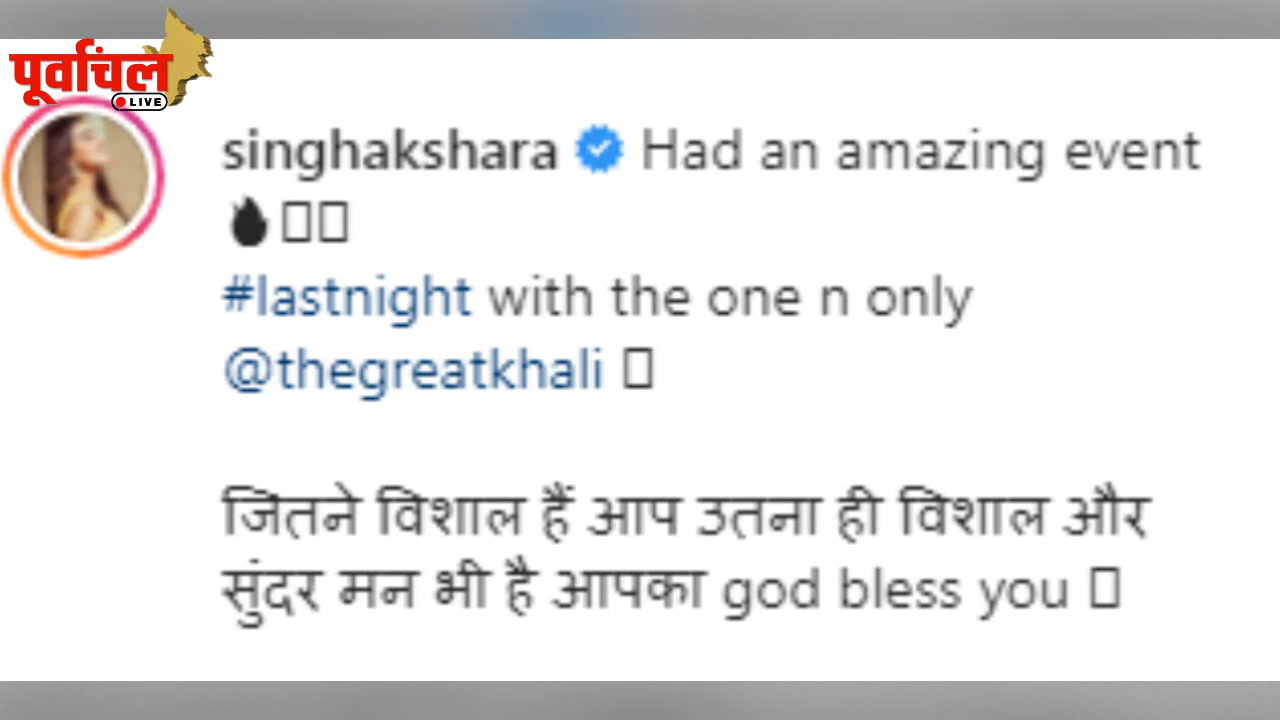 पूर्वांचल
LIVE
singhakshara Had an amazing event
🔥▯▯
#lastnight with the one n only
@thegreatkhali ▯
जितने विशाल हैं आप उतना ही विशाल और
सुंदर मन भी है आपका god bless you ▯